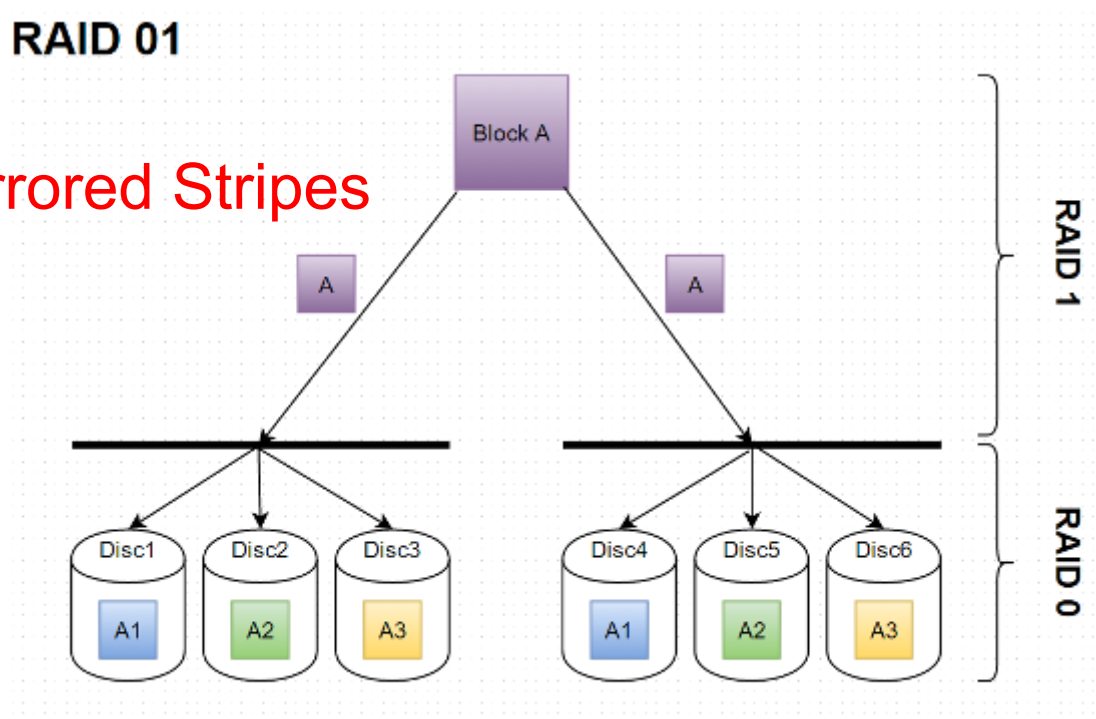 RAID 01
Block A
rrored Stripes
A
A
RAID 1
Disc1
Disc2
Disc3
Disc4
Disc5
Disc6
A1
A2
A3
A1
A2
A3
RAID 0